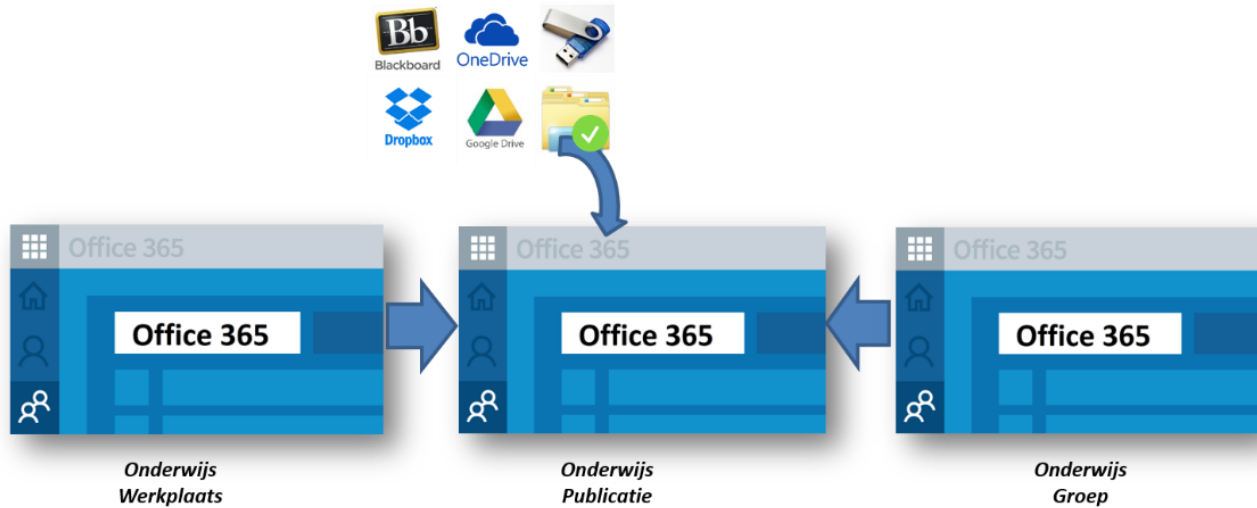 Bb
Blackboard
OneDrive
Dropbox
Google Drive
Office 365
Office 365
Office 365
Office 365
Office 365
Office 365
Onderwijs
Werkplaats
Onderwijs
Publicatie
Onderwijs
Groep